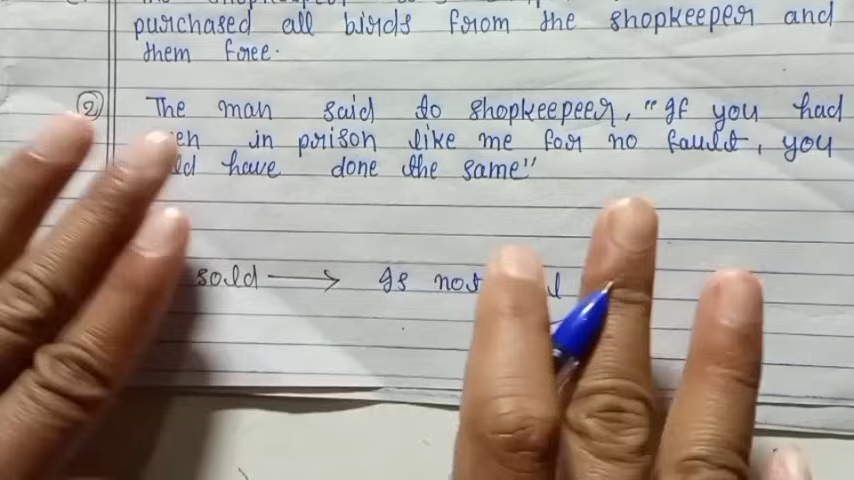 purchased all birds from the shopkeeper and
them free.
② The man said to shopkeepeer, "If you had
in prison like me for no fault, you
have done the same"
sold → Is not